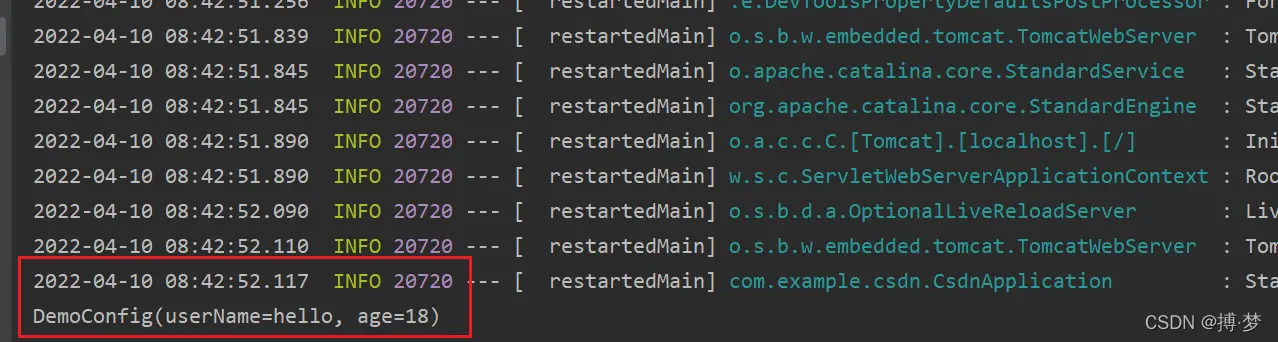 2022-04-10 08:42:51.256  INFO 20720 --- [  restartedMain] .e.DevToolsPropertyDefaultsPostProcessor : For
2022-04-10 08:42:51.839  INFO 20720 --- [  restartedMain] o.s.b.w.embedded.tomcat.TomcatWebServer  : Tom
2022-04-10 08:42:51.845  INFO 20720 --- [  restartedMain] o.apache.catalina.core.StandardService   : Sta
2022-04-10 08:42:51.845  INFO 20720 --- [  restartedMain] org.apache.catalina.core.StandardEngine  : Sta
2022-04-10 08:42:51.890  INFO 20720 --- [  restartedMain] o.a.c.c.C.[Tomcat].[localhost].[/]       : Ini
2022-04-10 08:42:51.890  INFO 20720 --- [  restartedMain] w.s.c.ServletWebServerApplicationContext : Roo
2022-04-10 08:42:52.090  INFO 20720 --- [  restartedMain] o.s.b.d.a.OptionalLiveReloadServer       : Liv
2022-04-10 08:42:52.110  INFO 20720 --- [  restartedMain] o.s.b.w.embedded.tomcat.TomcatWebServer  : Tom
2022-04-10 08:42:52.117  INFO 20720 --- [  restartedMain] com.example.csdn.CsdnApplication         : Sta
DemoConfig(userName=hello, age=18)
CSDN @搏·梦